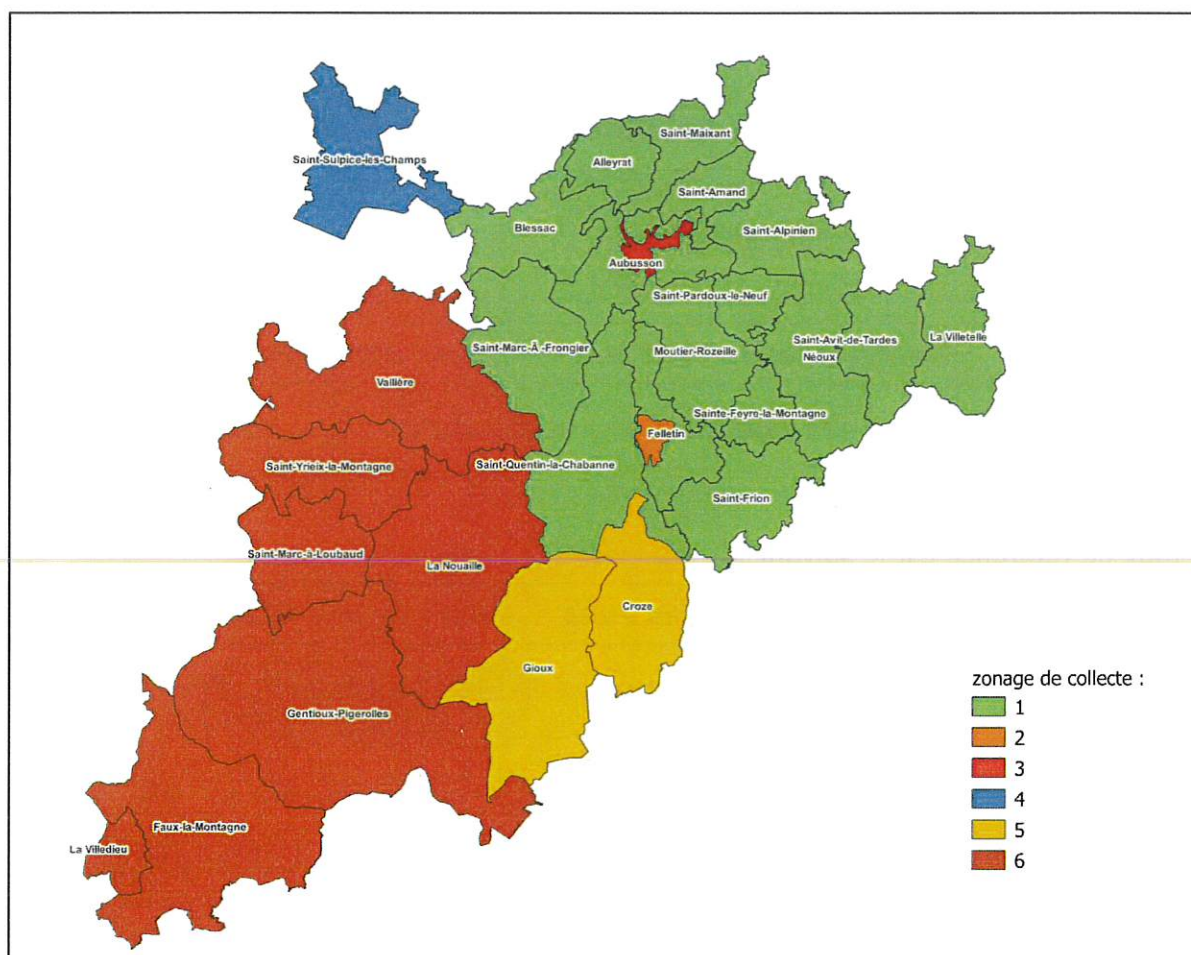 Saint-Maixant
Alleyrat
Saint-Sulpice-les-Champs
Saint-Amand
Blessac
Saint-Alpinien
Aubusson
Saint-Pardoux-le-Neuf
Saint-Avit-de-Tardes
La Villetelle
Saint-Marc-Â -Frongier
Moutier-Rozeille
Néoux
Vallière
Sainte-Feyre-la-Montagne
Felletin
Saint-Yrieix-la-Montagne
Saint-Quentin-la-Chabanne
Saint-Frion
Saint-Marc-à-Loubaud
La Nouaille
Croze
Gioux
Gentioux-Pigerolles
Faux-la-Montagne
La Villedieu
zonage de collecte :
1
2
3
4
5
6